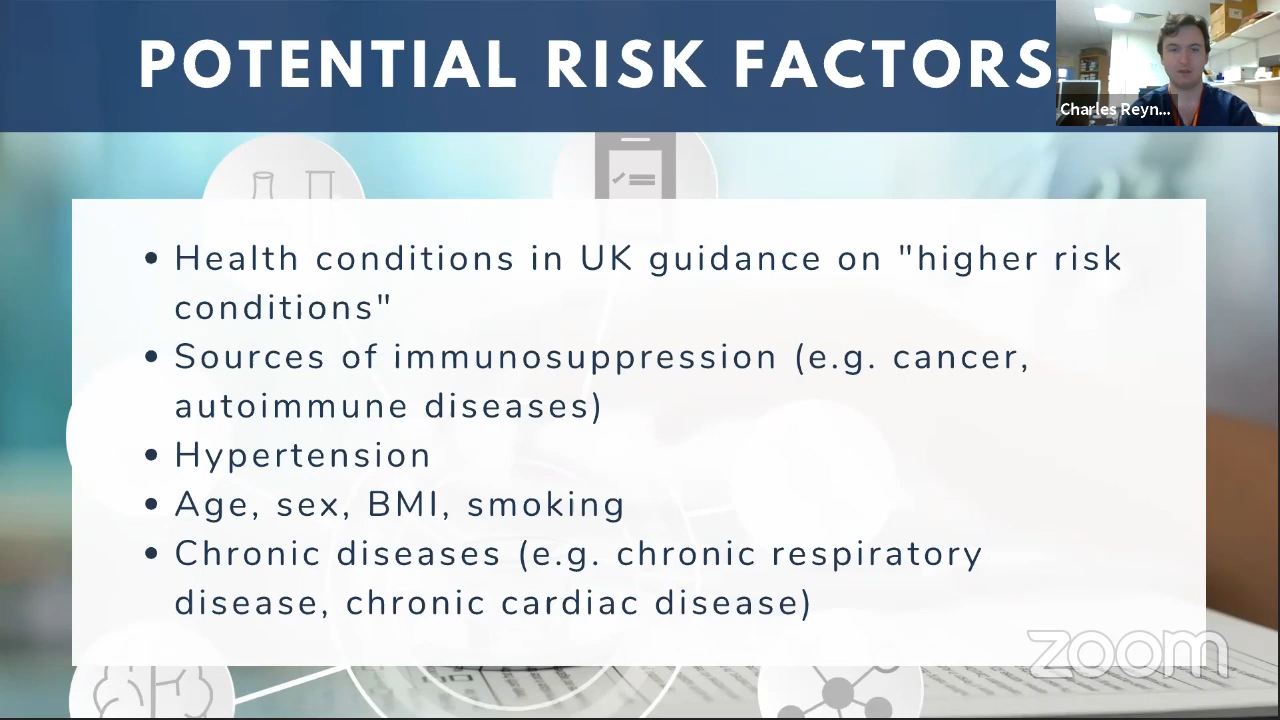 POTENTIAL RISK FACTORS
Charles Reyn...
• Health conditions in UK guidance on "higher risk
conditions"
• Sources of immunosuppression (e.g. cancer,
autoimmune diseases)
• Hypertension
• Age, sex, BMI, smoking
• Chronic diseases (e.g. chronic respiratory
disease, chronic cardiac disease)
zoom